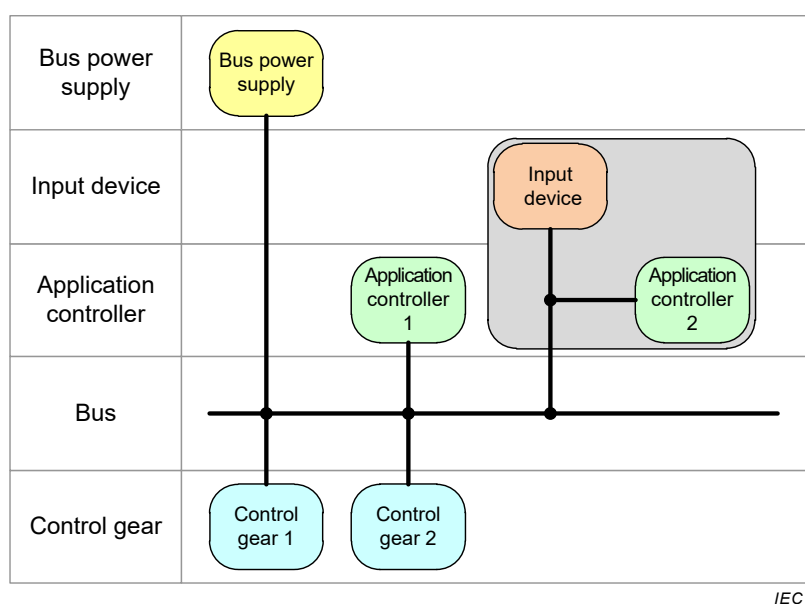 Bus power
supply
Bus power
supply
Input device
Input
device
Application
controller
Application
controller
1
Application
controller
2
Bus
Control gear
Control
gear 1
Control
gear 2
IEC